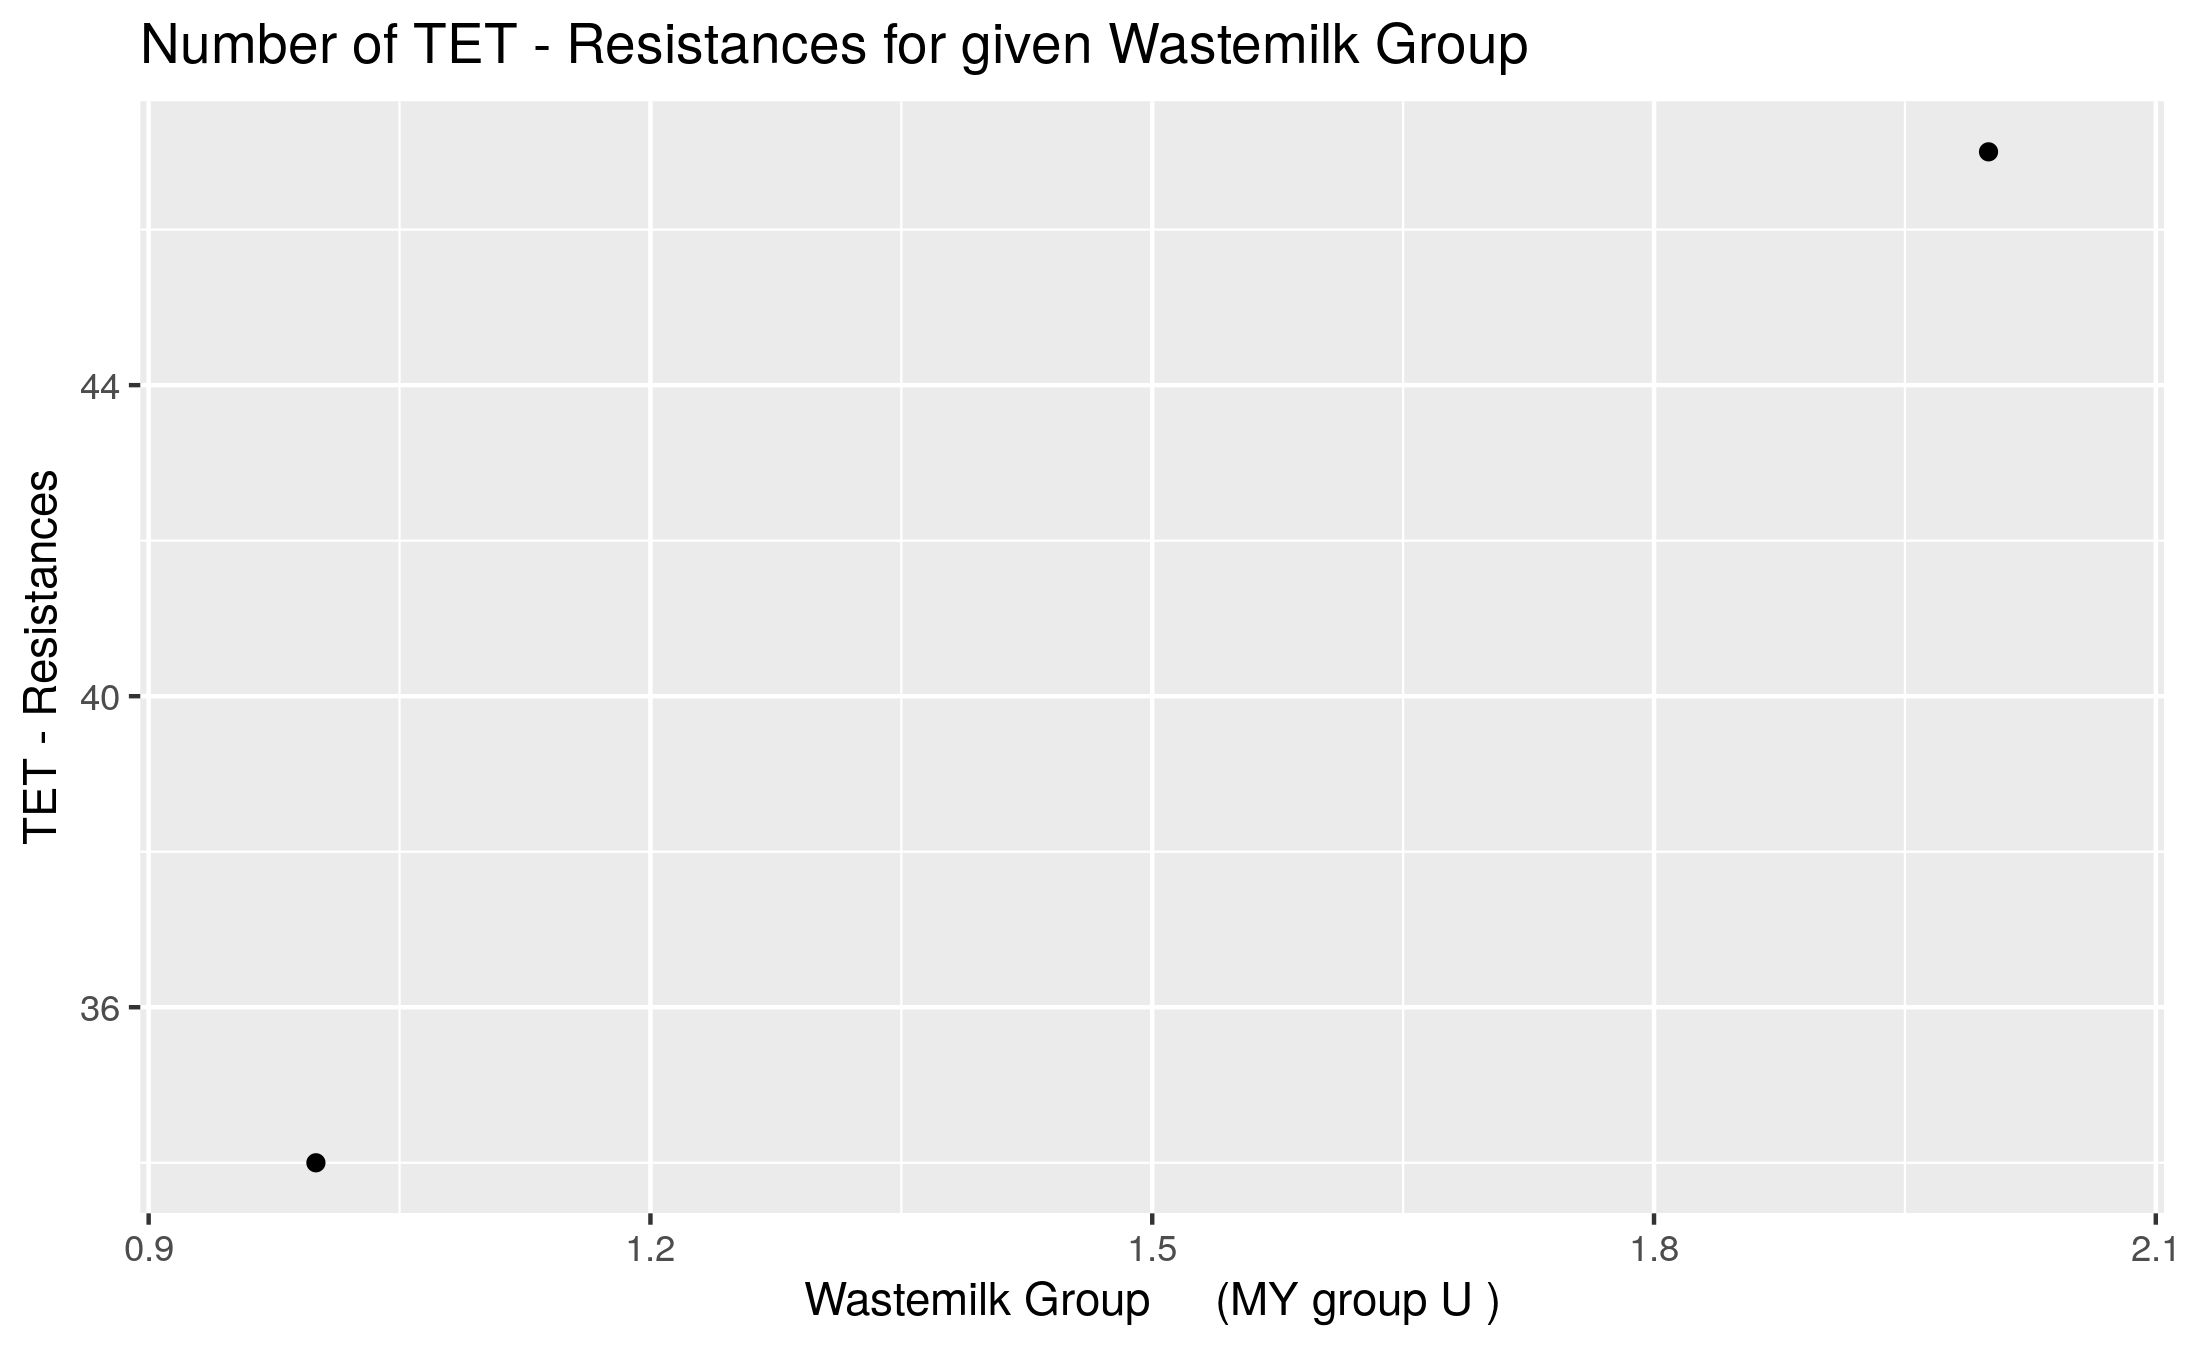 Number of TET - Resistances for given Wastemilk Group
TET - Resistances
44
40
36
0.9 1.2 1.5 1.8 2.1
Wastemilk Group (MY group U )